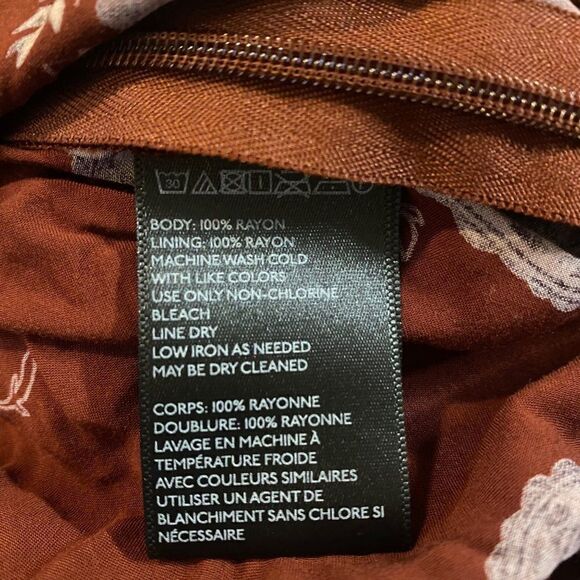 30
BODY: 100% RAYON
LINING: 100% RAYON
MACHINE WASH COLD
WITH LIKE COLORS
USE ONLY NON-CHLORINE
BLEACH
LINE DRY
LOW IRON AS NEEDED
MAY BE DRY CLEANED
CORPS: 100% RAYONNE
DOUBLURE: 100% RAYONNE
LAVAGE EN MACHINE À
TEMPÉRATURE FROIDE
AVEC COULEURS SIMILAIRES
UTILISER UN AGENT DE
BLANCHIMENT SANS CHLORE SI
NÉCESSAIRE